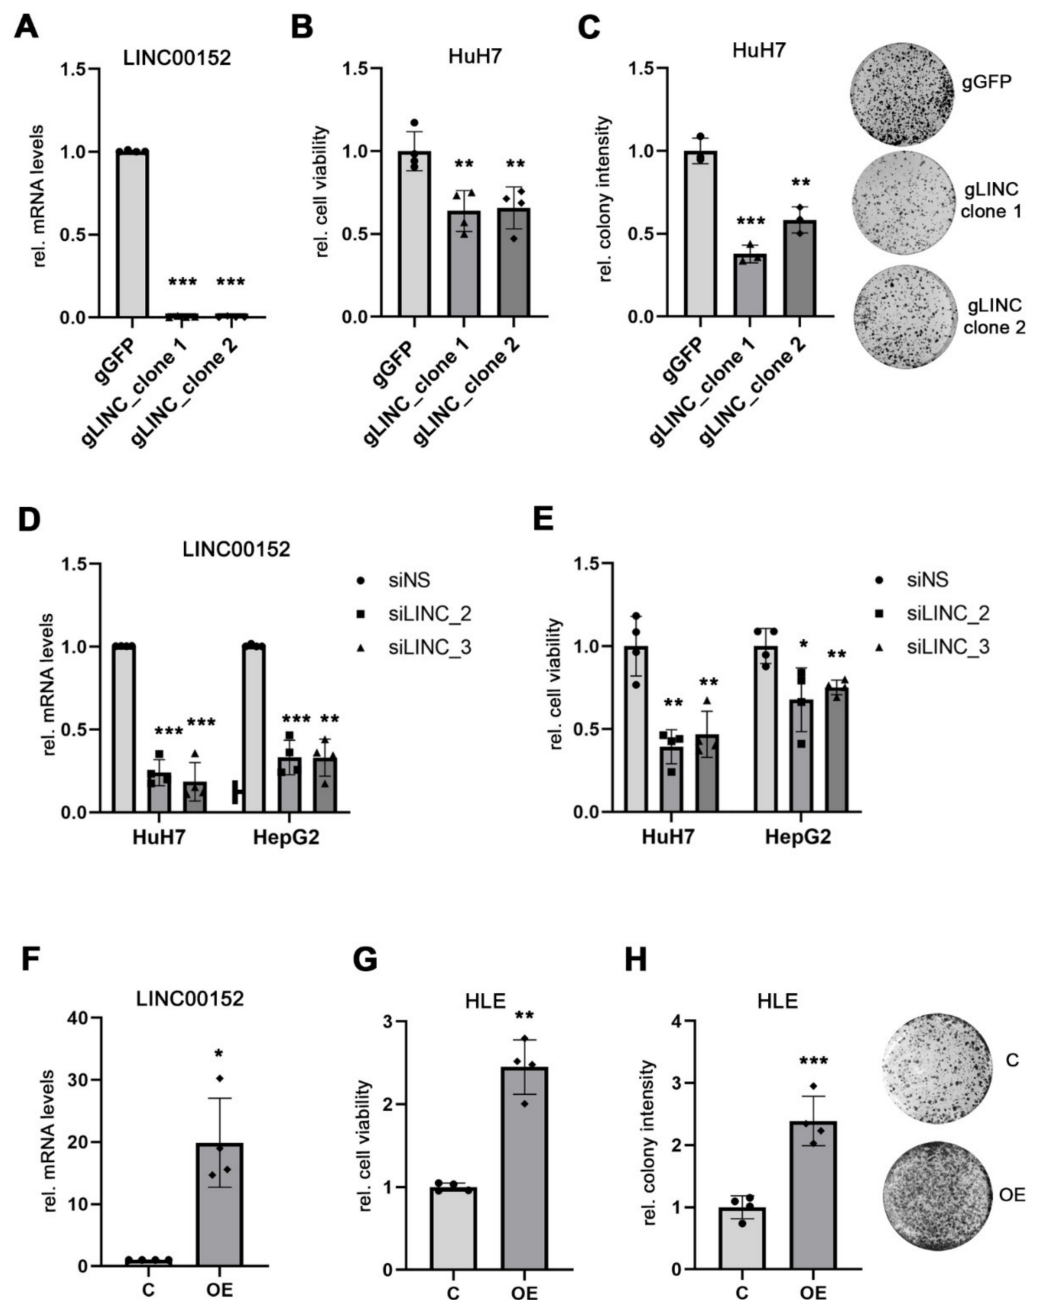 A
LINC00152
rel. mRNA levels
1.5
1.0
0.5
0.0
***
***
gGFP
gLINC_clone 1
gLINC_clone 2
B
HuH7
rel. cell viability
1.5
1.0
0.5
0.0
**
**
gGFP
gLINC_clone 1
gLINC_clone 2
C
HuH7
rel. colony intensity
1.5
1.0
0.5
0.0
***
**
gGFP
gLINC_clone 1
gLINC_clone 2
gGFP
gLINC
clone 1
gLINC
clone 2
D
LINC00152
rel. mRNA levels
1.5
1.0
0.5
0.0
***
***
***
**
HuH7
HepG2
siNS
siLINC_2
siLINC_3
E
rel. cell viability
1.5
1.0
0.5
0.0
**
**
*
**
HuH7
HepG2
siNS
siLINC_2
siLINC_3
F
LINC00152
rel. mRNA levels
40
30
20
10
0
*
C
OE
G
HLE
rel. cell viability
3
2
1
0
**
C
OE
H
HLE
rel. colony intensity
4
3
2
1
0
***
C
OE
C
OE